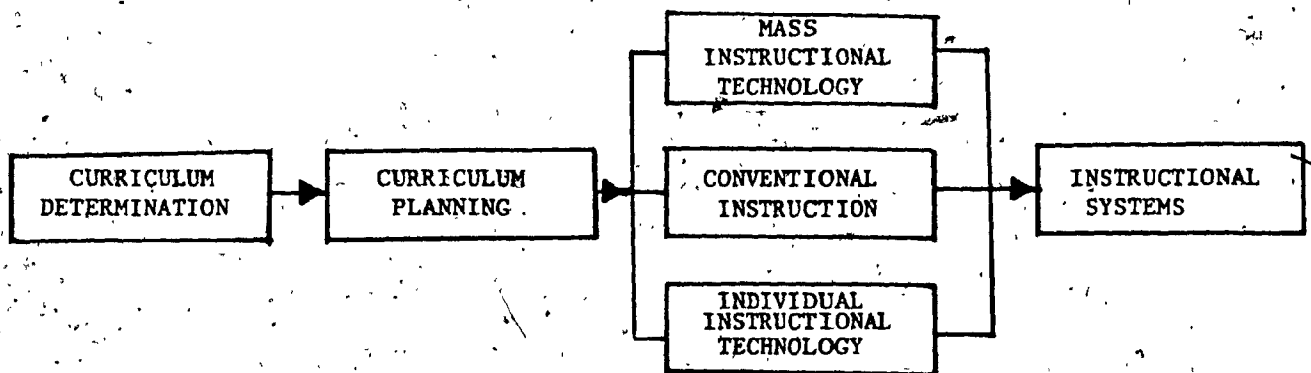 CURRICULUM
DETERMINATION
CURRICULUM
PLANNING
MASS
INSTRUCTIONAL
TECHNOLOGY
CONVENTIONAL
INSTRUCTION
INDIVIDUAL
INSTRUCTIONAL
TECHNOLOGY
INSTRUCTIONAL
SYSTEMS